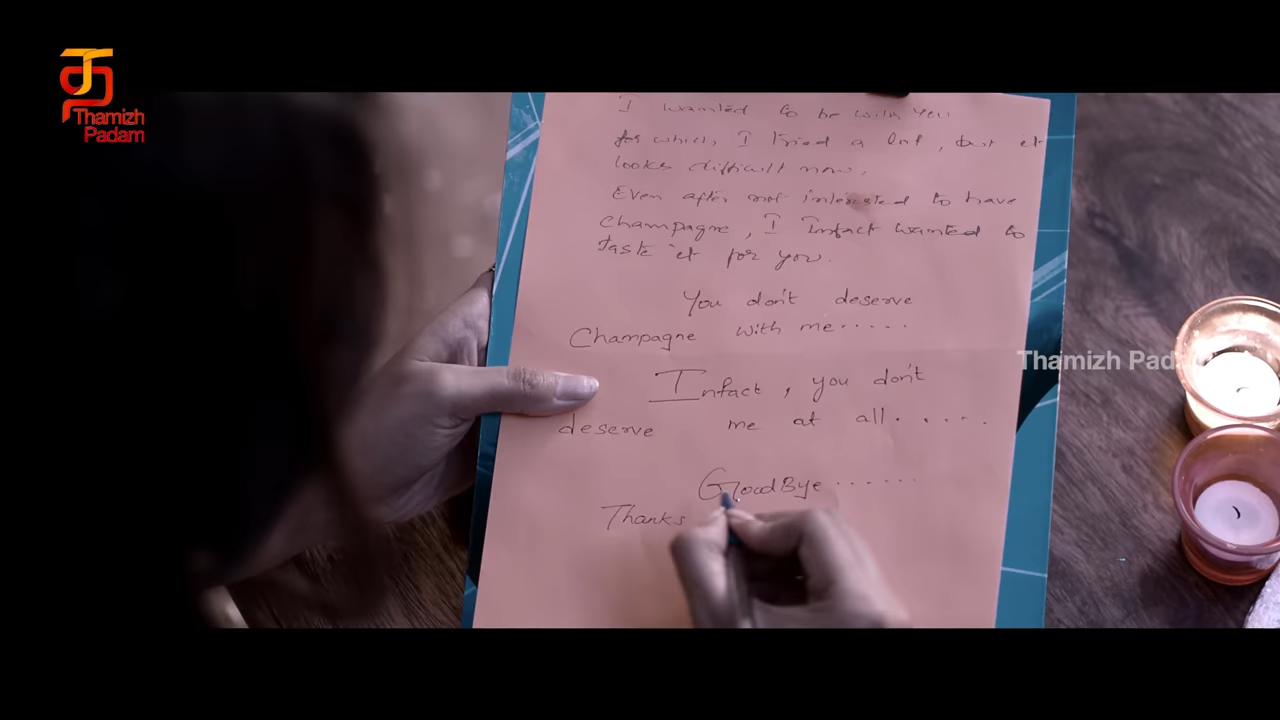 Thamizh
Padam
I wanted to be with you
for which, I tried a lot, but it
looks difficult now.
Even after not interested to have
champagne, I Infact wanted to
taste it for you.
You don't deserve
Champagne with me.....
Infact, you don't
deserve me at all.....
GoodBye ......
Thanks
Thamizh Pada